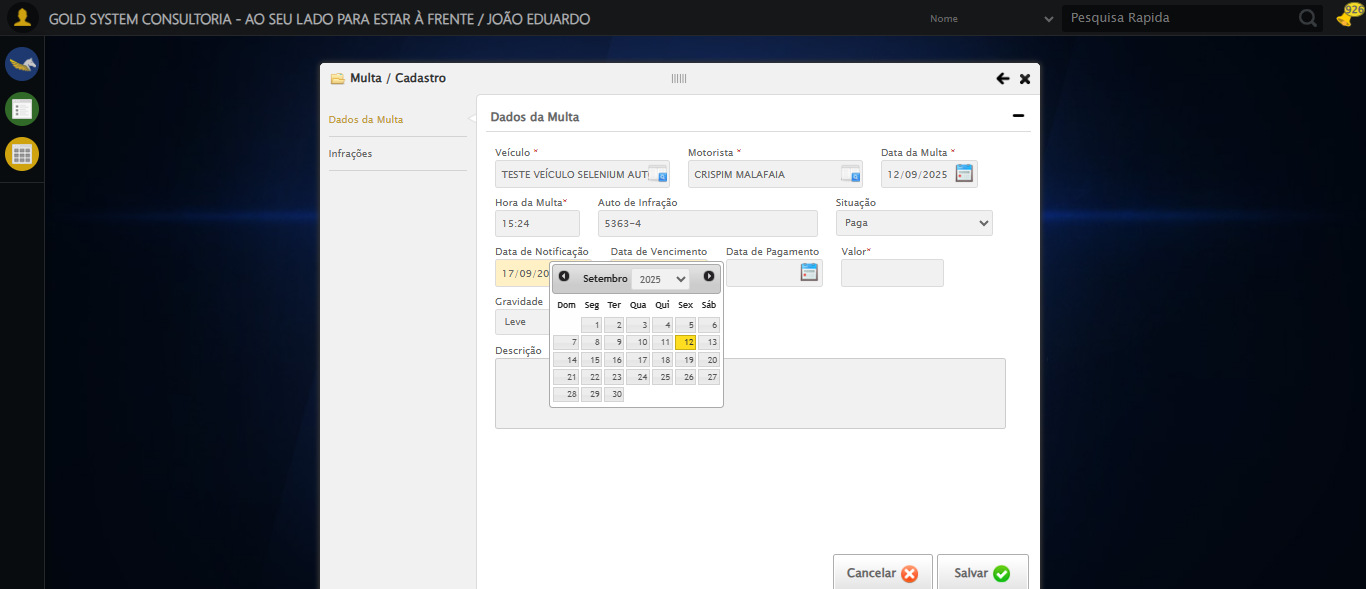 GOLD SYSTEM CONSULTORIA - AO SEU LADO PARA ESTAR À FRENTE / JOÃO EDUARDO
Nome
Pesquisa Rapida
926
Multa / Cadastro
Dados da Multa
Infrações
Dados da Multa
Veículo * Motorista * Data da Multa *
TESTE VEÍCULO SELENIUM AUT CRISPIM MALAFAIA 12/09/2025
Hora da Multa* Auto de Infração Situação
15:24 5363-4 Paga
Data de Notificação Data de Vencimento Data de Pagamento Valor*
17/09/20
Setembro 2025
Dom Seg Ter Qua Qui Sex Sáb
1 2 3 4 5 6
7 8 9 10 11 12 13
14 15 16 17 18 19 20
21 22 23 24 25 26 27
28 29 30
Gravidade
Leve
Descrição
Cancelar Salvar